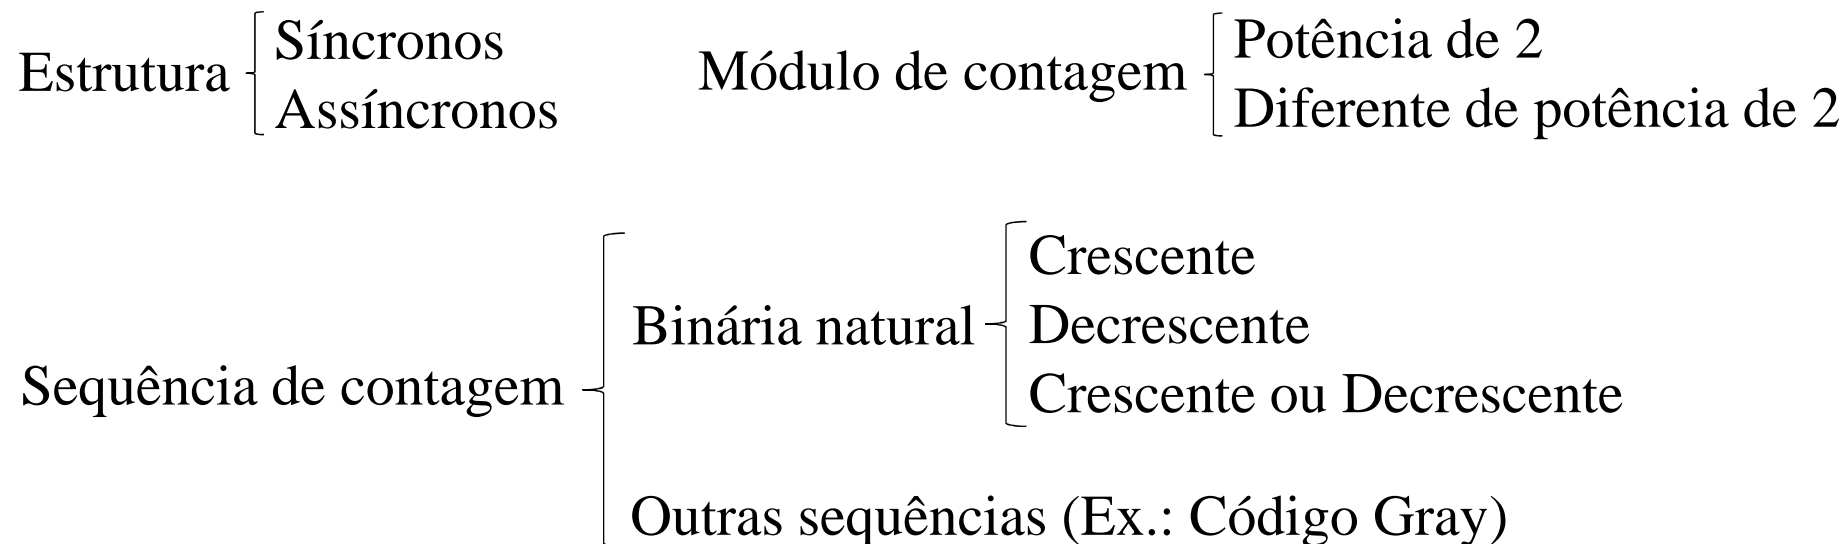 Estrutura
Síncronos
Assíncronos
Módulo de contagem
Potência de 2
Diferente de potência de 2
Sequência de contagem
Binária natural
Crescente
Decrescente
Crescente ou Decrescente
Outras sequências (Ex.: Código Gray)